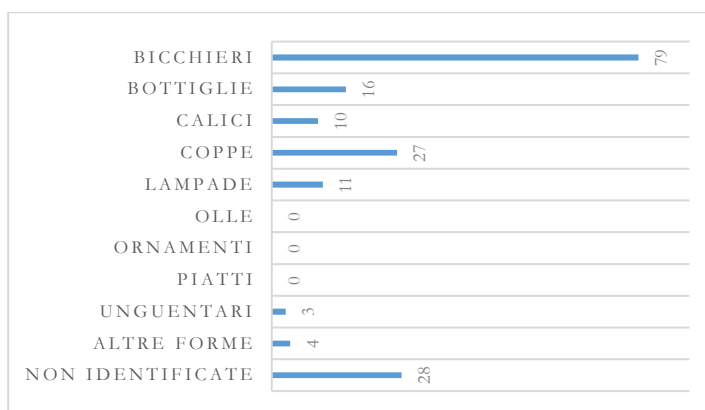 BICCHIERI 79
BOTTIGLIE 16
CALICI 10
COPPE 27
LAMPADE 11
OLLE 0
ORNAMENTI 0
PIATTI 0
UNGUENTARI 3
ALTRE FORME 4
NON IDENTIFICATE 28